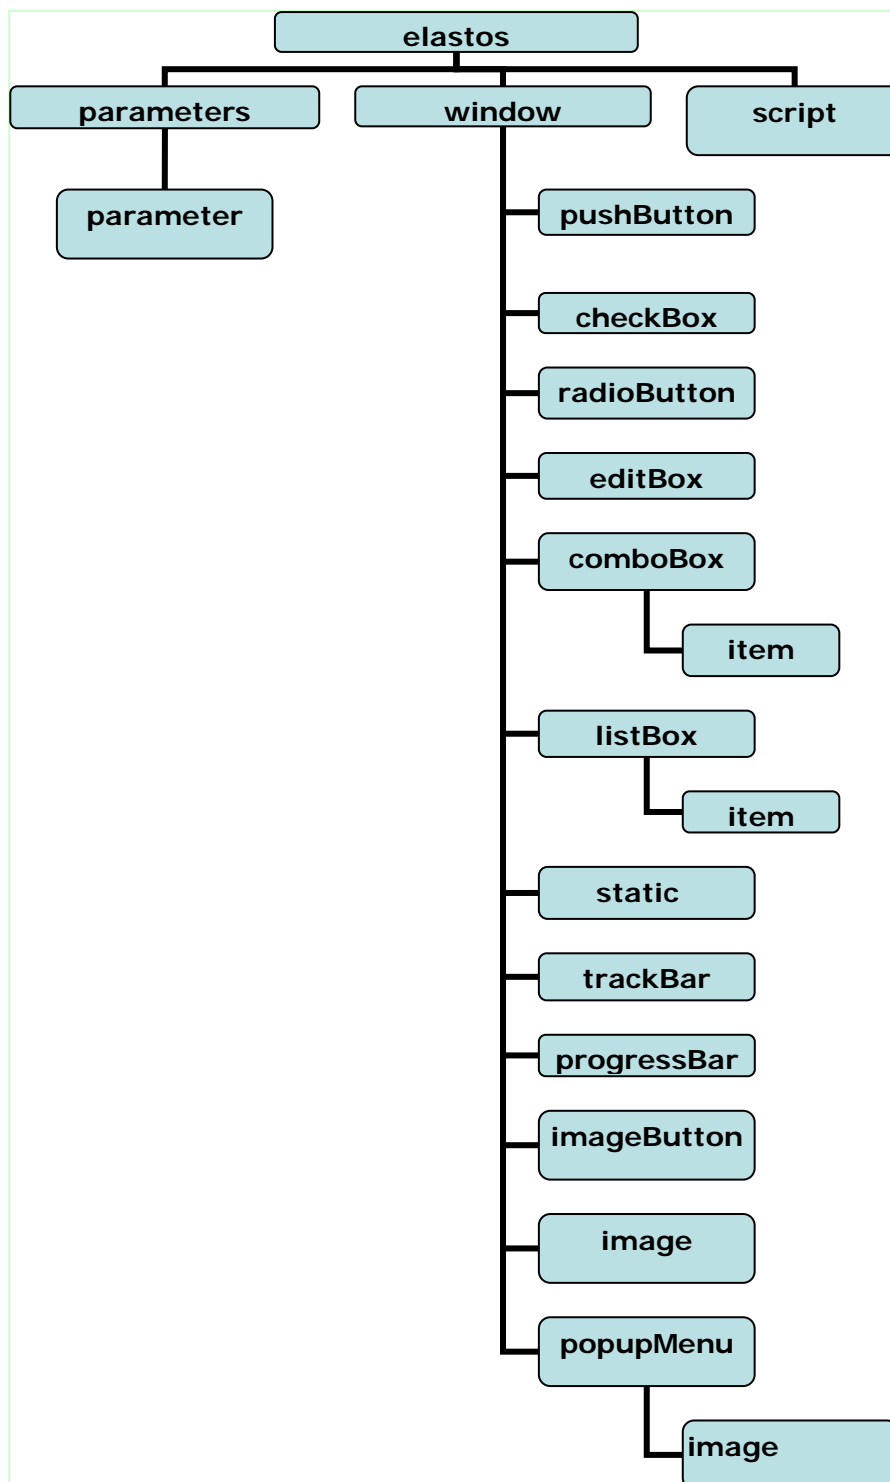 elastos
parameters
window
script
parameter
pushButton
checkBox
radioButton
editBox
comboBox
item
listBox
item
static
trackBar
progressBar
imageButton
image
popupMenu
image